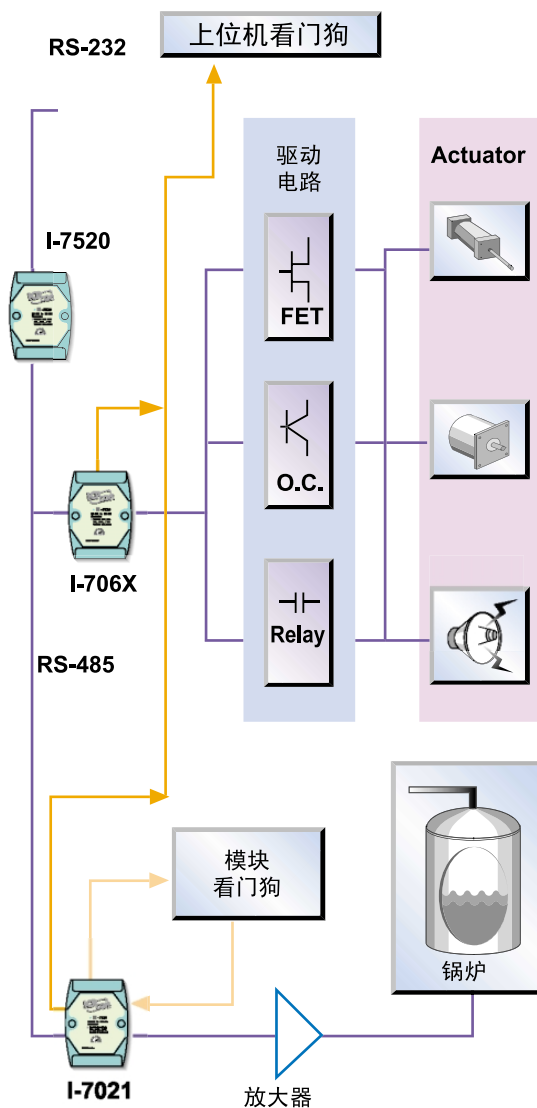 RS-232
上位机看门狗
驱动
电路
Actuator
I-7520
FET
O.C.
I-706X
Relay
RS-485
模块
看门狗
锅炉
I-7021
放大器